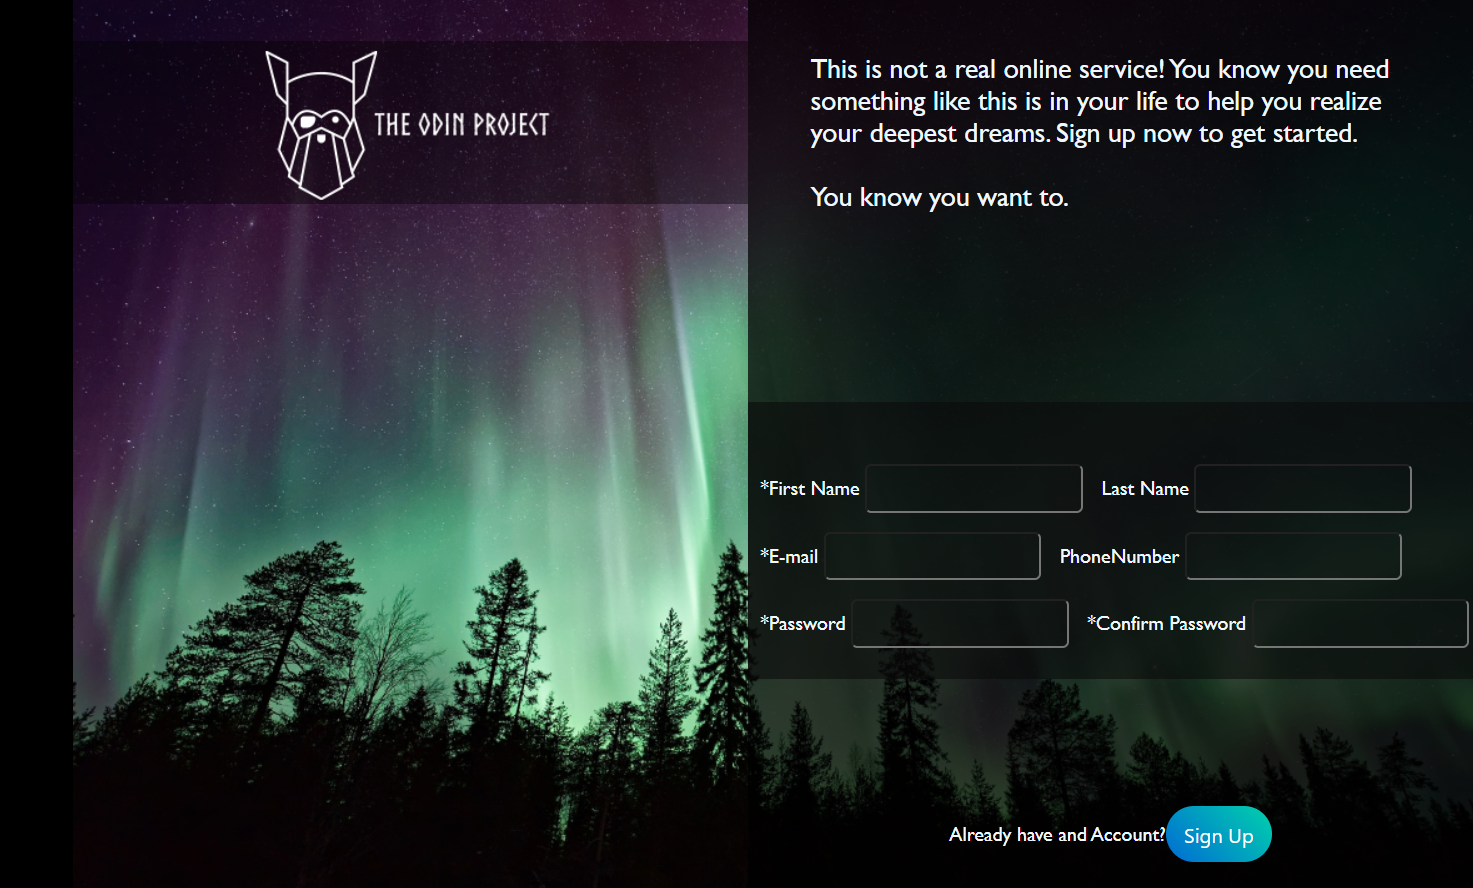 THE ODIN PROJECT
This is not a real online service! You know you need
something like this is in your life to help you realize
your deepest dreams. Sign up now to get started.
You know you want to.
*First Name
Last Name
*E-mail
PhoneNumber
*Password
*Confirm Password
Already have and Account?
Sign Up